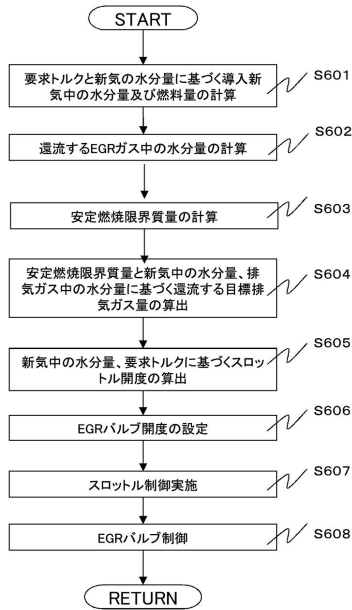 START
要求トルクと新気の水分量に基づく導入新
気中の水分量及び燃料量の計算
S601
還流するEGRガス中の水分量の計算
S602
安定燃焼限界質量の計算
S603
安定燃焼限界質量と新気中の水分量、排
気ガス中の水分量に基づく還流する目標排
気ガス量の算出
S604
新気中の水分量、要求トルクに基づくスロッ
トル開度の算出
S605
EGRバルブ開度の設定
S606
スロットル制御実施
S607
EGRバルブ制御
S608
RETURN